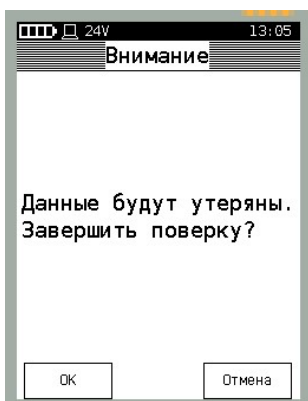 24V 13:05
Внимание
Данные будут утеряны.
Завершить поверку?
OK Отмена